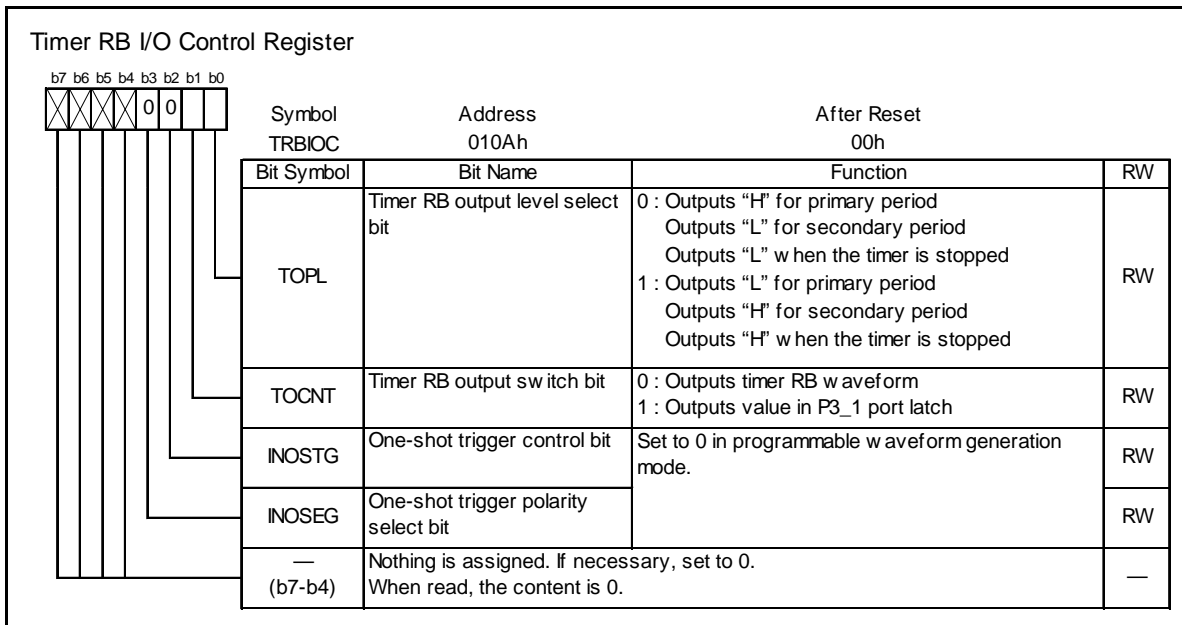 Timer RB I/O Control Register
b7 b6 b5 b4 b3 b2 b1 b0
0 0
Symbol Address After Reset
TRBIOC 010Ah 00h
Bit Symbol Bit Name Function RW
TOPL
Timer RB output level select
bit
0 : Outputs “H” for primary period
Outputs “L” for secondary period
Outputs “L” when the timer is stopped
1 : Outputs “L” for primary period
Outputs “H” for secondary period
Outputs “H” when the timer is stopped
RW
TOCNT
Timer RB output switch bit
0 : Outputs timer RB waveform
1 : Outputs value in P3_1 port latch
RW
INOSTG
One-shot trigger control bit
Set to 0 in programmable waveform generation
mode.
RW
INOSEG
One-shot trigger polarity
select bit
RW
—
(b7-b4)
Nothing is assigned. If necessary, set to 0.
When read, the content is 0.
—